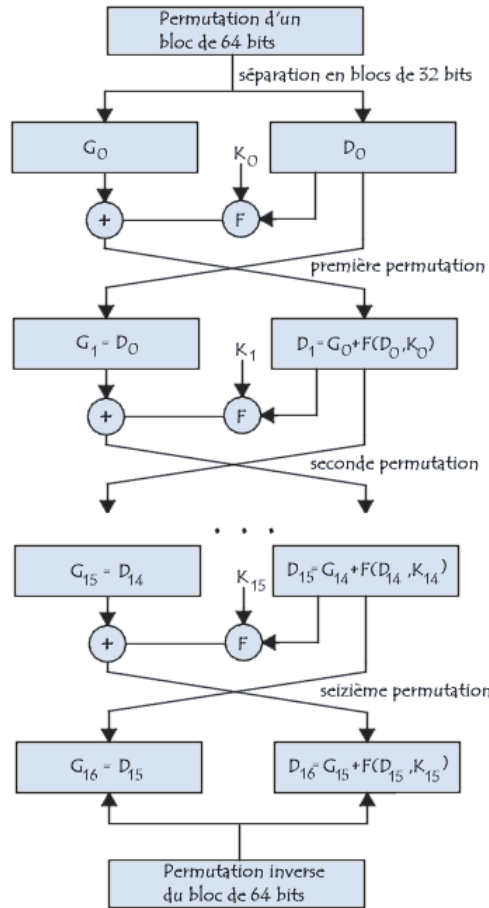 Permutation d'un
bloc de 64 bits
séparation en blocs de 32 bits
G0
K0
D0
+
F
première permutation
G1 = D0
K1
D1 = G0 + F(D0,K0)
+
F
seconde permutation
. . .
G15 = D14
K15
D15 = G14 + F(D14,K14)
+
F
seizième permutation
G16 = D15
D16 = G15 + F(D15,K15)
Permutation inverse
du bloc de 64 bits